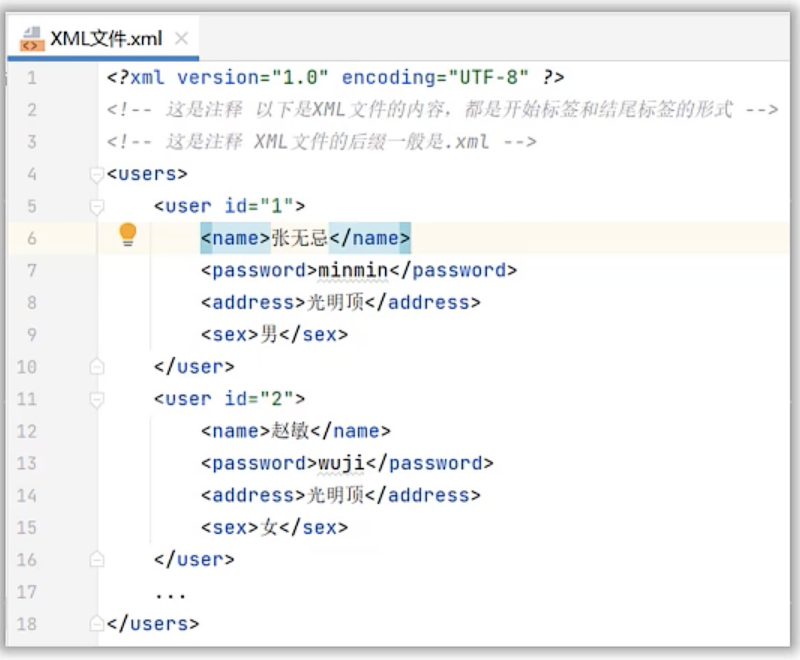 XML文件.xml
1 <?xml version="1.0" encoding="UTF-8" ?>
2 <!-- 这是注释 以下是XML文件的内容，都是开始标签和结尾标签的形式 -->
3 <!-- 这是注释 XML文件的后缀一般是.xml -->
4 <users>
5 <user id="1">
6 <name>张无忌</name>
7 <password>minmin</password>
8 <address>光明顶</address>
9 <sex>男</sex>
10 </user>
11 <user id="2">
12 <name>赵敏</name>
13 <password>wuji</password>
14 <address>光明顶</address>
15 <sex>女</sex>
16 </user>
17 ...
18 </users>